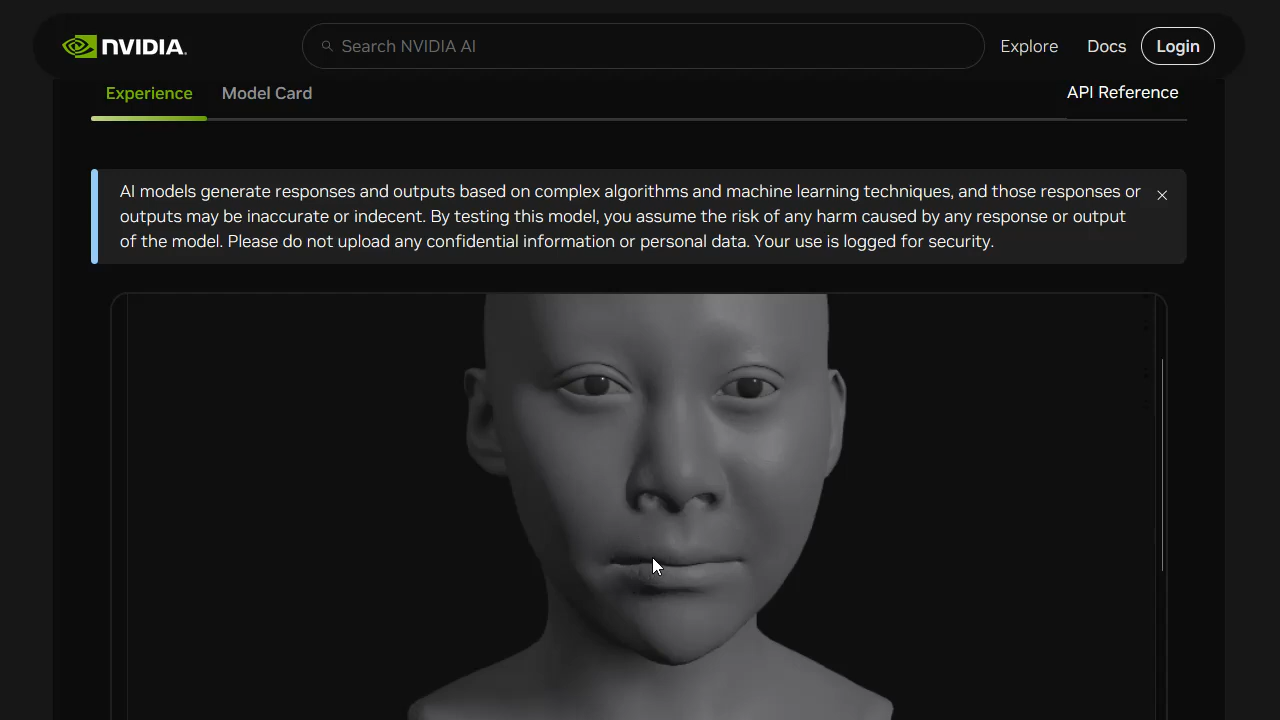 NVIDIA.
Search NVIDIA AI
Explore
Docs
Login
Experience
Model Card
API Reference
AI models generate responses and outputs based on complex algorithms and machine learning techniques, and those responses or
outputs may be inaccurate or indecent. By testing this model, you assume the risk of any harm caused by any response or output
of the model. Please do not upload any confidential information or personal data. Your use is logged for security.